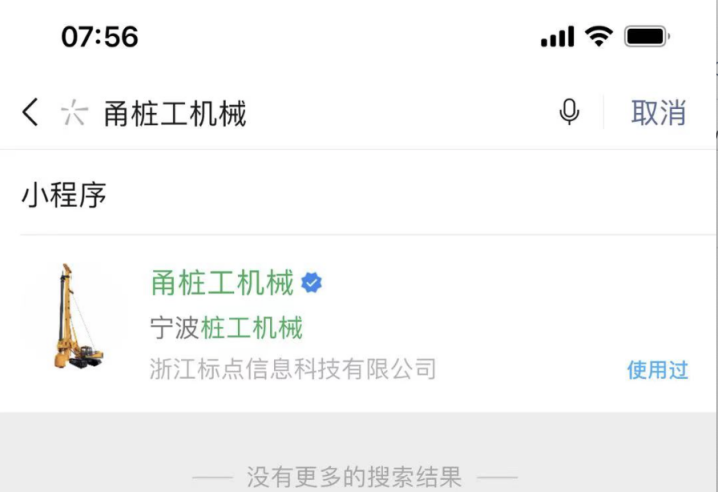 07:56
甬桩工机械
取消
小程序
甬桩工机械
宁波桩工机械
浙江标点信息科技有限公司
使用过
没有更多的搜索结果